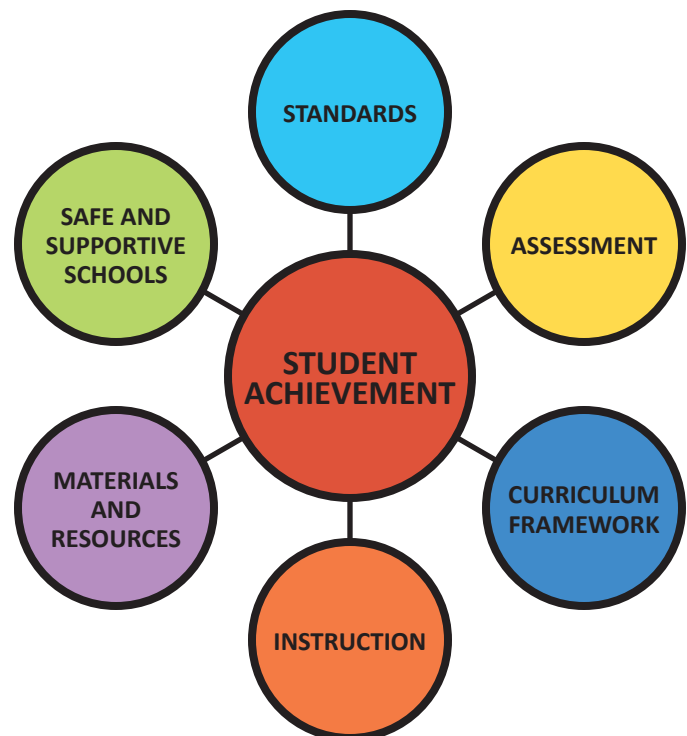 STANDARDS
SAFE AND
SUPPORTIVE
SCHOOLS
ASSESSMENT
STUDENT
ACHIEVEMENT
MATERIALS
AND
RESOURCES
CURRICULUM
FRAMEWORK
INSTRUCTION